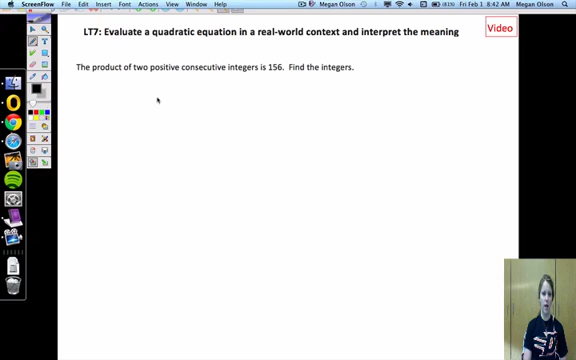 ScreenFlow File Edit Insert Font Actions View Window Help (81%) Fri Feb 1 8:42 AM Megan Olson
LT7: Evaluate a quadratic equation in a real-world context and interpret the meaning
Video
The product of two positive consecutive integers is 156. Find the integers.